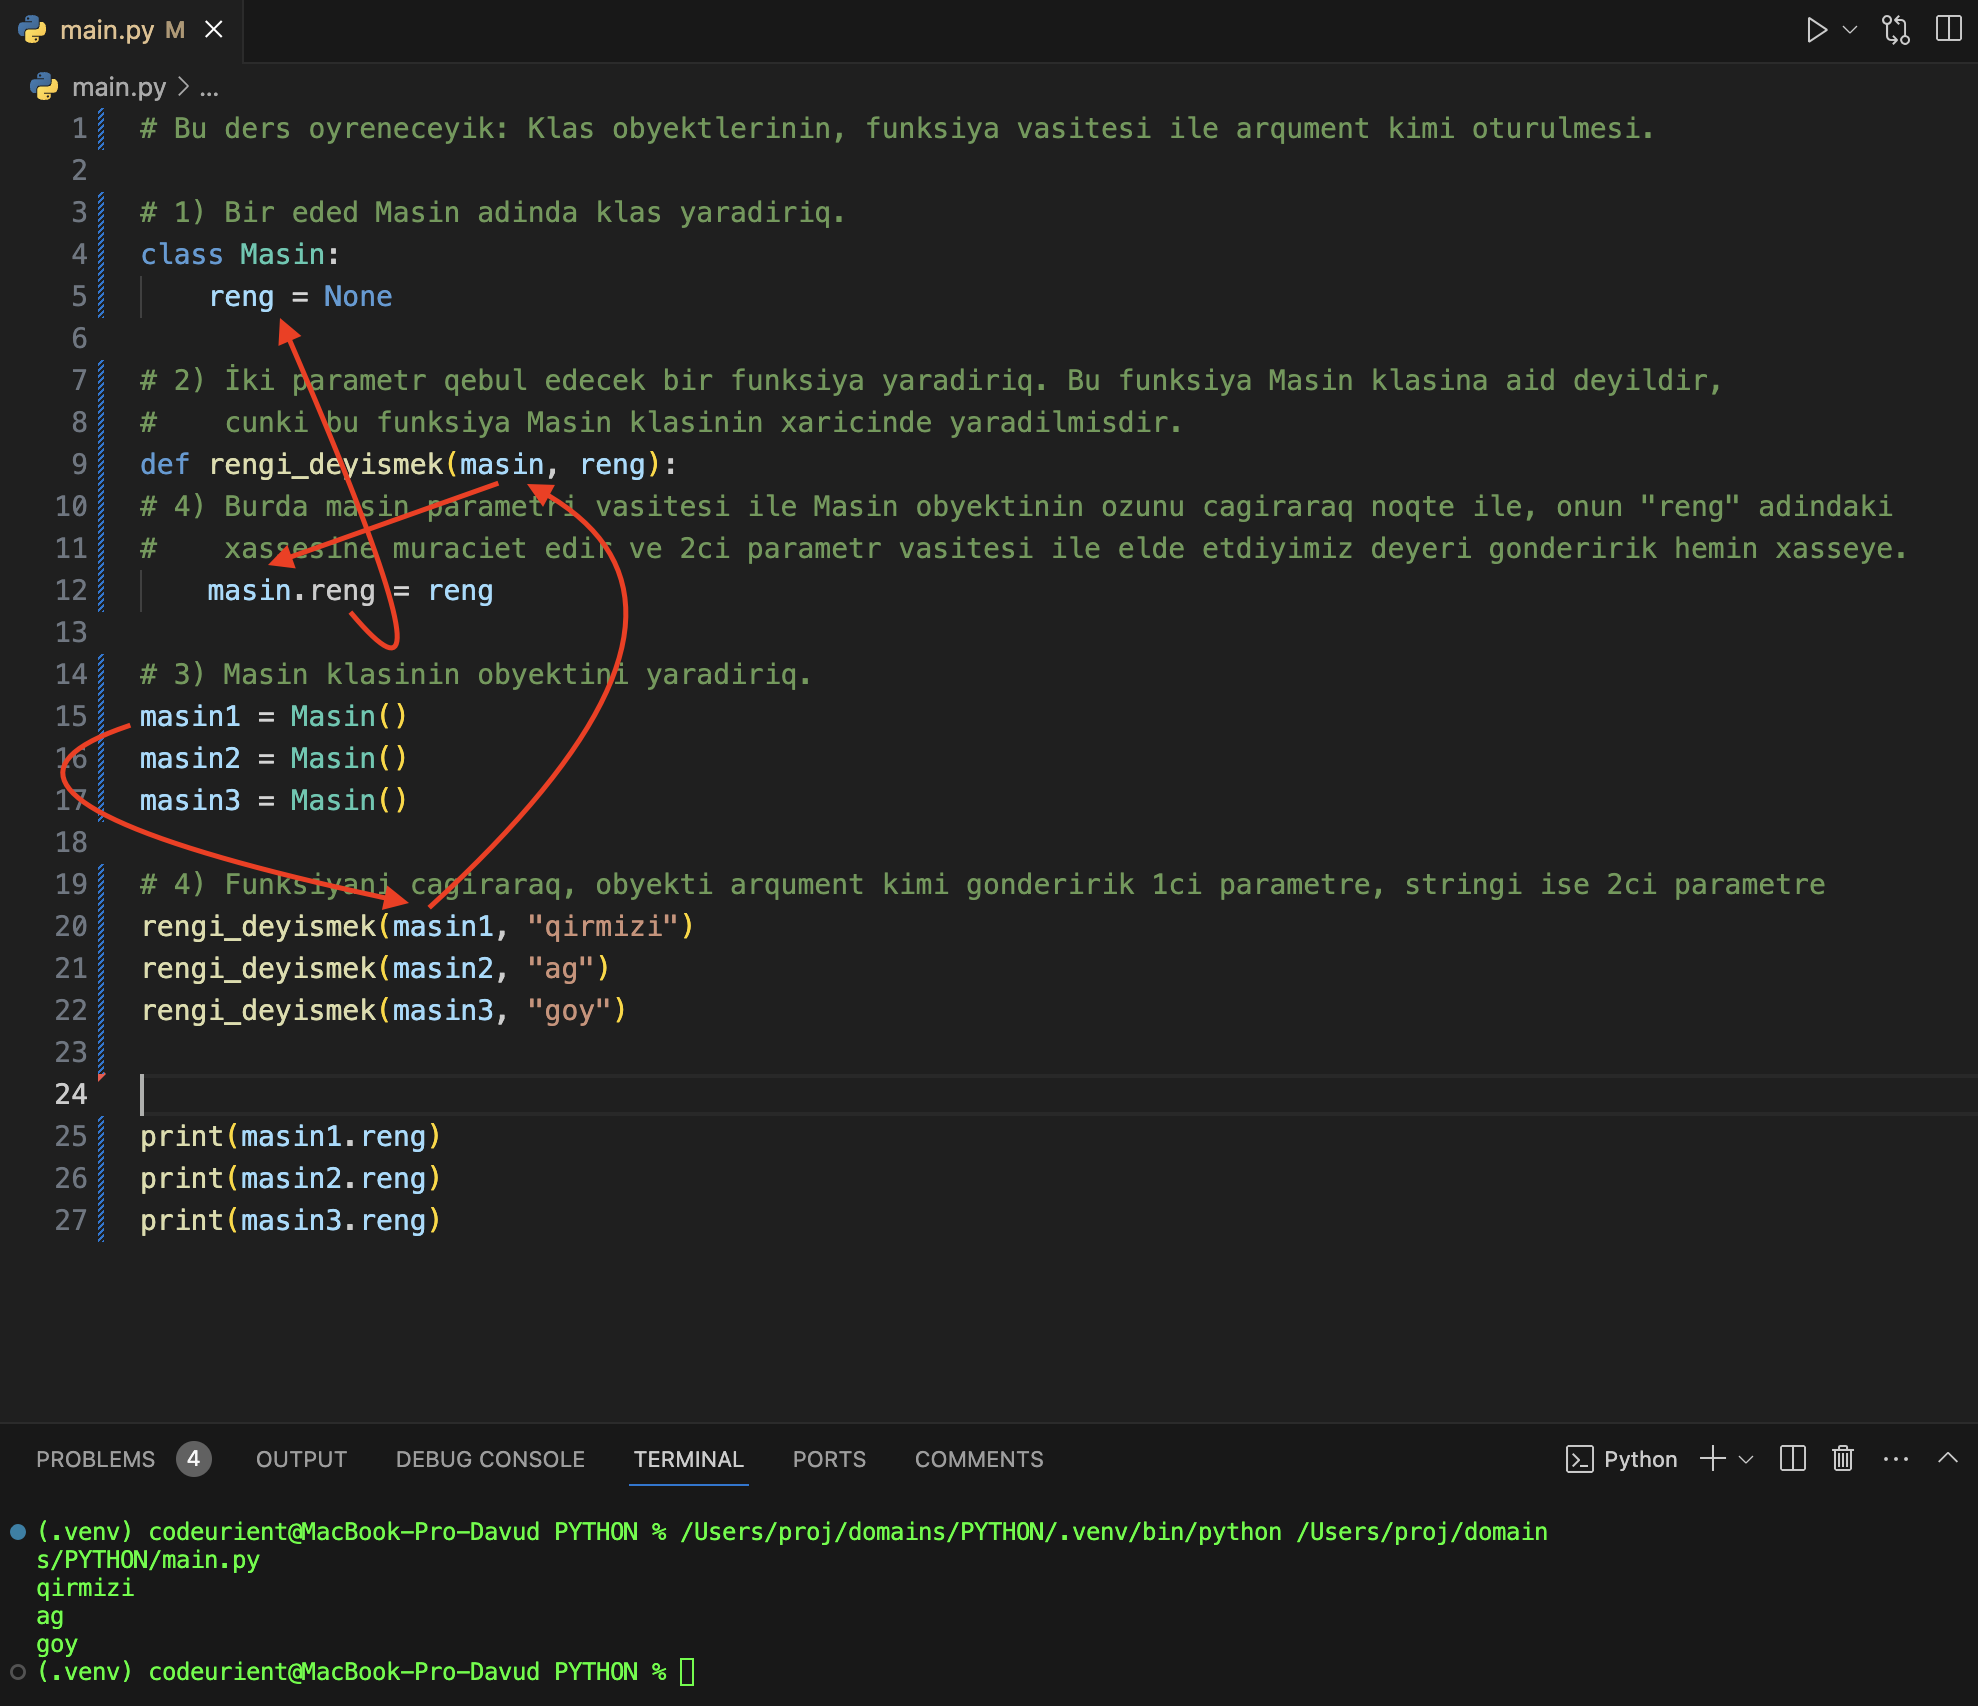 main.py M
main.py > ...
1 # Bu ders oyreneceyik: Klas obyektlerinin, funksiya vasitesi ile arqument kimi oturulmesi.
2
3 # 1) Bir eded Masin adinda klas yaradiriq.
4 class Masin:
5     reng = None
6
7 # 2) İki parametr qebul edecek bir funksiya yaradiriq. Bu funksiya Masin klasina aid deyildir,
8 #    cunki bu funksiya Masin klasinin xaricinde yaradilmisdir.
9 def rengi_deyismek(masin, reng):
10 # 4) Burda masin parametri vasitesi ile Masin obyektinin ozunu cagiraraq noqte ile, onun "reng" adindaki
11 #    xassesine muraciet edir ve 2ci parametr vasitesi ile elde etdiyimiz deyeri gonderirik hemin xasseye.
12     masin.reng = reng
13
14 # 3) Masin klasinin obyektini yaradiriq.
15 masin1 = Masin()
16 masin2 = Masin()
17 masin3 = Masin()
18
19 # 4) Funksiyani cagiraraq, obyekti arqument kimi gonderirik 1ci parametre, stringi ise 2ci parametre
20 rengi_deyismek(masin1, "qirmizi")
21 rengi_deyismek(masin2, "ag")
22 rengi_deyismek(masin3, "goy")
23
24
25 print(masin1.reng)
26 print(masin2.reng)
27 print(masin3.reng)
PROBLEMS 4 OUTPUT DEBUG CONSOLE TERMINAL PORTS COMMENTS Python
(.venv) codeurient@MacBook-Pro-Davud PYTHON % /Users/proj/domains/PYTHON/.venv/bin/python /Users/proj/domain
s/PYTHON/main.py
qirmizi
ag
goy
(.venv) codeurient@MacBook-Pro-Davud PYTHON %